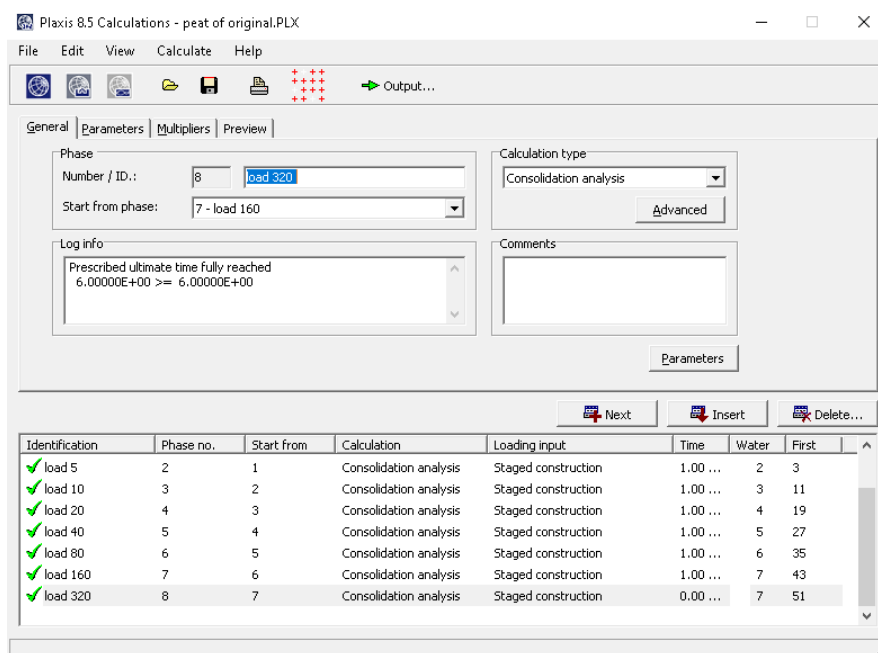 Plaxis 8.5 Calculations - peat of original.PLX
File Edit View Calculate Help
Output...
General Parameters Multipliers Preview
Phase
Number / ID.: 8 load 320
Start from phase: 7 - load 160
Calculation type
Consolidation analysis
Advanced
Log info
Prescribed ultimate time fully reached
6.00000E+00 >= 6.00000E+00
Comments
Parameters
Next Insert Delete...
Identification Phase no. Start from Calculation Loading input Time Water First
load 5 2 1 Consolidation analysis Staged construction 1.00 ... 2 3
load 10 3 2 Consolidation analysis Staged construction 1.00 ... 3 11
load 20 4 3 Consolidation analysis Staged construction 1.00 ... 4 19
load 40 5 4 Consolidation analysis Staged construction 1.00 ... 5 27
load 80 6 5 Consolidation analysis Staged construction 1.00 ... 6 35
load 160 7 6 Consolidation analysis Staged construction 1.00 ... 7 43
load 320 8 7 Consolidation analysis Staged construction 0.00 ... 7 51